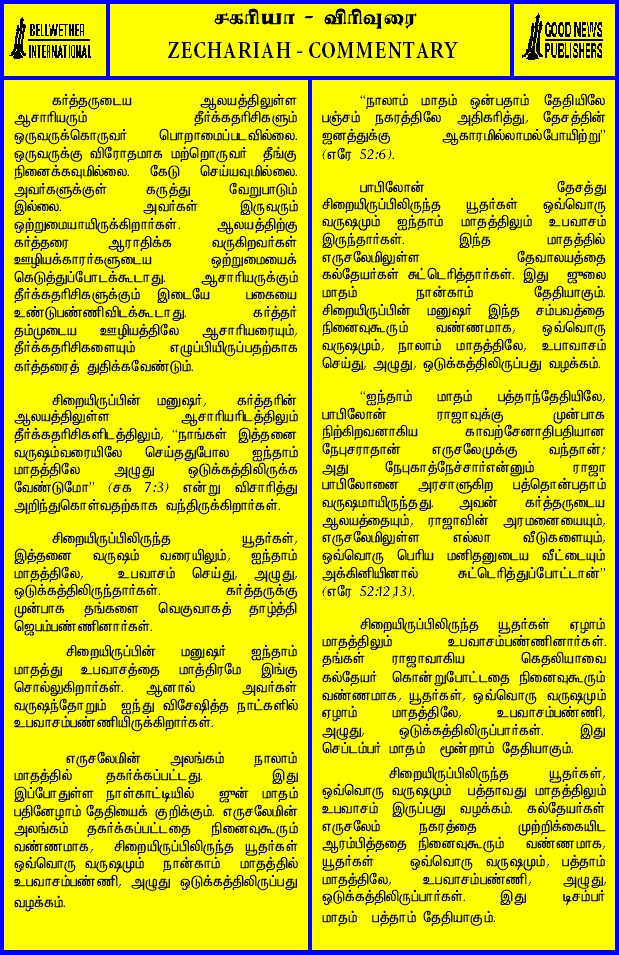 BELLWETHER
INTERNATIONAL
சகரியா - விரிவுரை
ZECHARIAH - COMMENTARY
GOOD NEWS
PUBLISHERS
கர்த்தருடைய ஆலயத்திலுள்ள
ஆசாரியரும் தீர்க்கதரிசிகளும்
ஒருவருக்கொருவர் பொறாமைப்படவில்லை.
ஒருவருக்கு விரோதமாக மற்றொருவர் தீங்கு
நினைக்கவுமில்லை. கேடு செய்யவுமில்லை.
அவர்களுக்குள் கருத்து வேறுபாடும்
இல்லை. அவர்கள் இருவரும்
ஒற்றுமையாயிருக்கிறார்கள். ஆலயத்திற்கு
கர்த்தரை ஆராதிக்க வருகிறவர்கள்
ஊழியக்காரர்களுடைய ஒற்றுமையைக்
கெடுத்துப்போடக்கூடாது. ஆசாரியருக்கும்
தீர்க்கதரிசிகளுக்கும் இடையே பகையை
உண்டுபண்ணிவிடக்கூடாது. கர்த்தர்
தம்முடைய ஊழியத்திலே ஆசாரியரையும்,
தீர்க்கதரிசிகளையும் எழுப்பியிருப்பதற்காக
கர்த்தரைத் துதிக்கவேண்டும்.
சிறையிருப்பின் மனுஷர், கர்த்தரின்
ஆலயத்திலுள்ள ஆசாரியரிடத்திலும்
தீர்க்கதரிசிகளிடத்திலும், “நாங்கள் இத்தனை
வருஷம்வரையிலே செய்ததுபோல ஐந்தாம்
மாதத்திலே அழுது ஒடுக்கத்திலிருக்க
வேண்டுமோ” (சக 7:3) என்று விசாரித்து
அறிந்துகொள்வதற்காக வந்திருக்கிறார்கள்.
சிறையிருப்பிலிருந்த யூதர்கள்,
இத்தனை வருஷம் வரையிலும், ஐந்தாம்
மாதத்திலே, உபவாசம் செய்து, அழுது,
ஒடுக்கத்திலிருந்தார்கள். கர்த்தருக்கு
முன்பாக தங்களை வெகுவாகத் தாழ்த்தி
ஜெபம்பண்ணினார்கள்.
சிறையிருப்பின் மனுஷர் ஐந்தாம்
மாதத்து உபவாசத்தை மாத்திரமே இங்கு
சொல்லுகிறார்கள். ஆனால் அவர்கள்
வருஷந்தோறும் ஐந்து விசேஷித்த நாட்களில்
உபவாசம்பண்ணியிருக்கிறார்கள்.
எருசலேமின் அலங்கம் நாலாம்
மாதத்தில் தகர்க்கப்பட்டது. இது
இப்போதுள்ள நாள்காட்டியில் ஜுன் மாதம்
பதினேழாம் தேதியைக் குறிக்கும். எருசலேமின்
அலங்கம் தகர்க்கப்பட்டதை நினைவுகூரும்
வண்ணமாக, சிறையிருப்பிலிருந்த யூதர்கள்
ஒவ்வொரு வருஷமும் நான்காம் மாதத்தில்
உபவாசம்பண்ணி, அழுது ஒடுக்கத்திலிருப்பது
வழக்கம்.
“நாலாம் மாதம் ஒன்பதாம் தேதியிலே
பஞ்சம் நகரத்திலே அதிகரித்து, தேசத்தின்
ஜனத்துக்கு ஆகாரமில்லாமல்போயிற்று”
(எரே 52:6).
பாபிலோன் தேசத்து
சிறையிருப்பிலிருந்த யூதர்கள் ஒவ்வொரு
வருஷமும் ஐந்தாம் மாதத்திலும் உபவாசம்
இருந்தார்கள். இந்த மாதத்தில்
எருசலேமிலுள்ள தேவாலயத்தை
கல்தேயர்கள் சுட்டெரித்தார்கள். இது ஜுலை
மாதம் நான்காம் தேதியாகும்.
சிறையிருப்பின் மனுஷர் இந்த சம்பவத்தை
நினைவுகூரும் வண்ணமாக, ஒவ்வொரு
வருஷமும், நாலாம் மாதத்திலே, உபாவாசம்
செய்து, அழுது, ஒடுக்கத்திலிருப்பது வழக்கம்.
“ஐந்தாம் மாதம் பத்தாந்தேதியிலே,
பாபிலோன் ராஜாவுக்கு முன்பாக
நிற்கிறவனாகிய காவற்சேனாதிபதியான
நேபுசராதான் எருசலேமுக்கு வந்தான்;
அது நேபுகாத்நேச்சார்என்னும் ராஜா
பாபிலோனை அரசாளுகிற பத்தொன்பதாம்
வருஷமாயிருந்தது. அவன் கர்த்தருடைய
ஆலயத்தையும், ராஜாவின் அரமனையையும்,
எருசலேமிலுள்ள எல்லா வீடுகளையும்,
ஒவ்வொரு பெரிய மனிதனுடைய வீட்டையும்
அக்கினியினால் சுட்டெரித்துப்போட்டான்”
(எரே 52:12,13).
சிறையிருப்பிலிருந்த யூதர்கள் ஏழாம்
மாதத்திலும் உபவாசம்பண்ணினார்கள்.
தங்கள் ராஜாவாகிய கெதலியாவை
கல்தேயர் கொன்றுபோட்டதை நினைவுகூரும்
வண்ணமாக, யூதர்கள், ஒவ்வொரு வருஷமும்
ஏழாம் மாதத்திலே, உபவாசம்பண்ணி,
அழுது, ஒடுக்கத்திலிருப்பார்கள். இது
செப்டம்பர் மாதம் மூன்றாம் தேதியாகும்.
சிறையிருப்பிலிருந்த யூதர்கள்,
ஒவ்வொரு வருஷமும் பத்தாவது மாதத்திலும்
உபவாசம் இருப்பது வழக்கம். கல்தேயர்கள்
எருசலேம் நகரத்தை முற்றிக்கையிட
ஆரம்பித்ததை நினைவுகூரும் வண்ணமாக,
யூதர்கள் ஒவ்வொரு வருஷமும், பத்தாம்
மாதத்திலே, உபவாசம்பண்ணி, அழுது,
ஒடுக்கத்திலிருப்பார்கள். இது டிசம்பர்
மாதம் பத்தாம் தேதியாகும்.